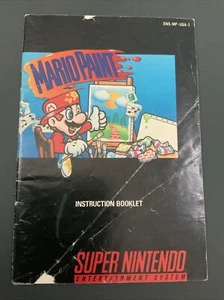 SNS-MP-USA-1
MARIO PAINT
INSTRUCTION BOOKLET
SUPER NINTENDO
ENTERTAINMENT SYSTEM